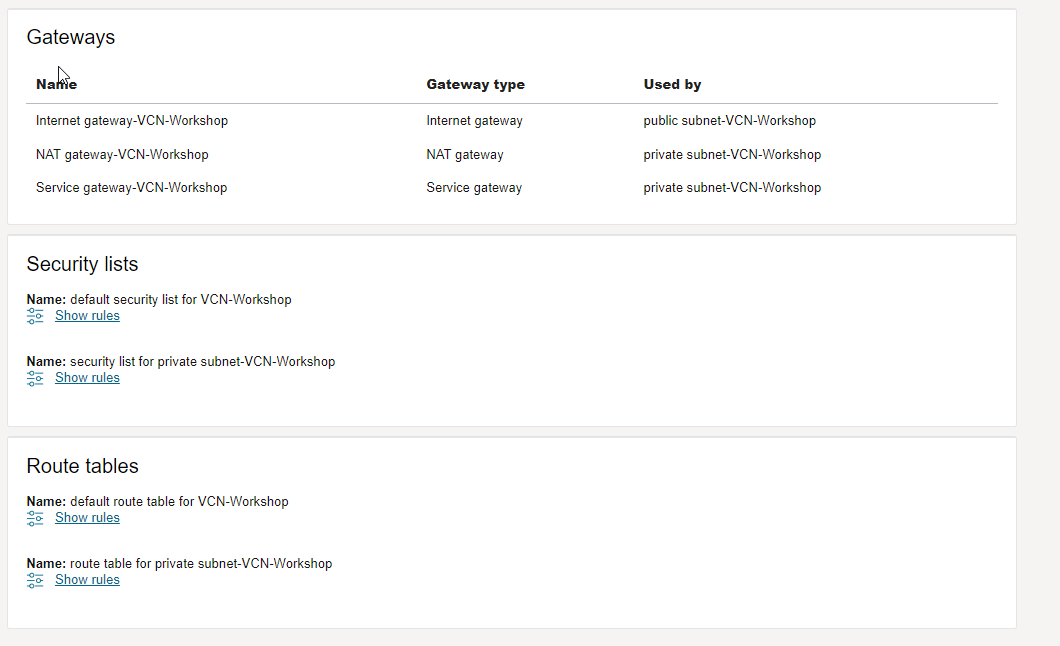 Gateways
Name Gateway type Used by
Internet gateway-VCN-Workshop Internet gateway public subnet-VCN-Workshop
NAT gateway-VCN-Workshop NAT gateway private subnet-VCN-Workshop
Service gateway-VCN-Workshop Service gateway private subnet-VCN-Workshop
Security lists
Name: default security list for VCN-Workshop
Show rules
Name: security list for private subnet-VCN-Workshop
Show rules
Route tables
Name: default route table for VCN-Workshop
Show rules
Name: route table for private subnet-VCN-Workshop
Show rules